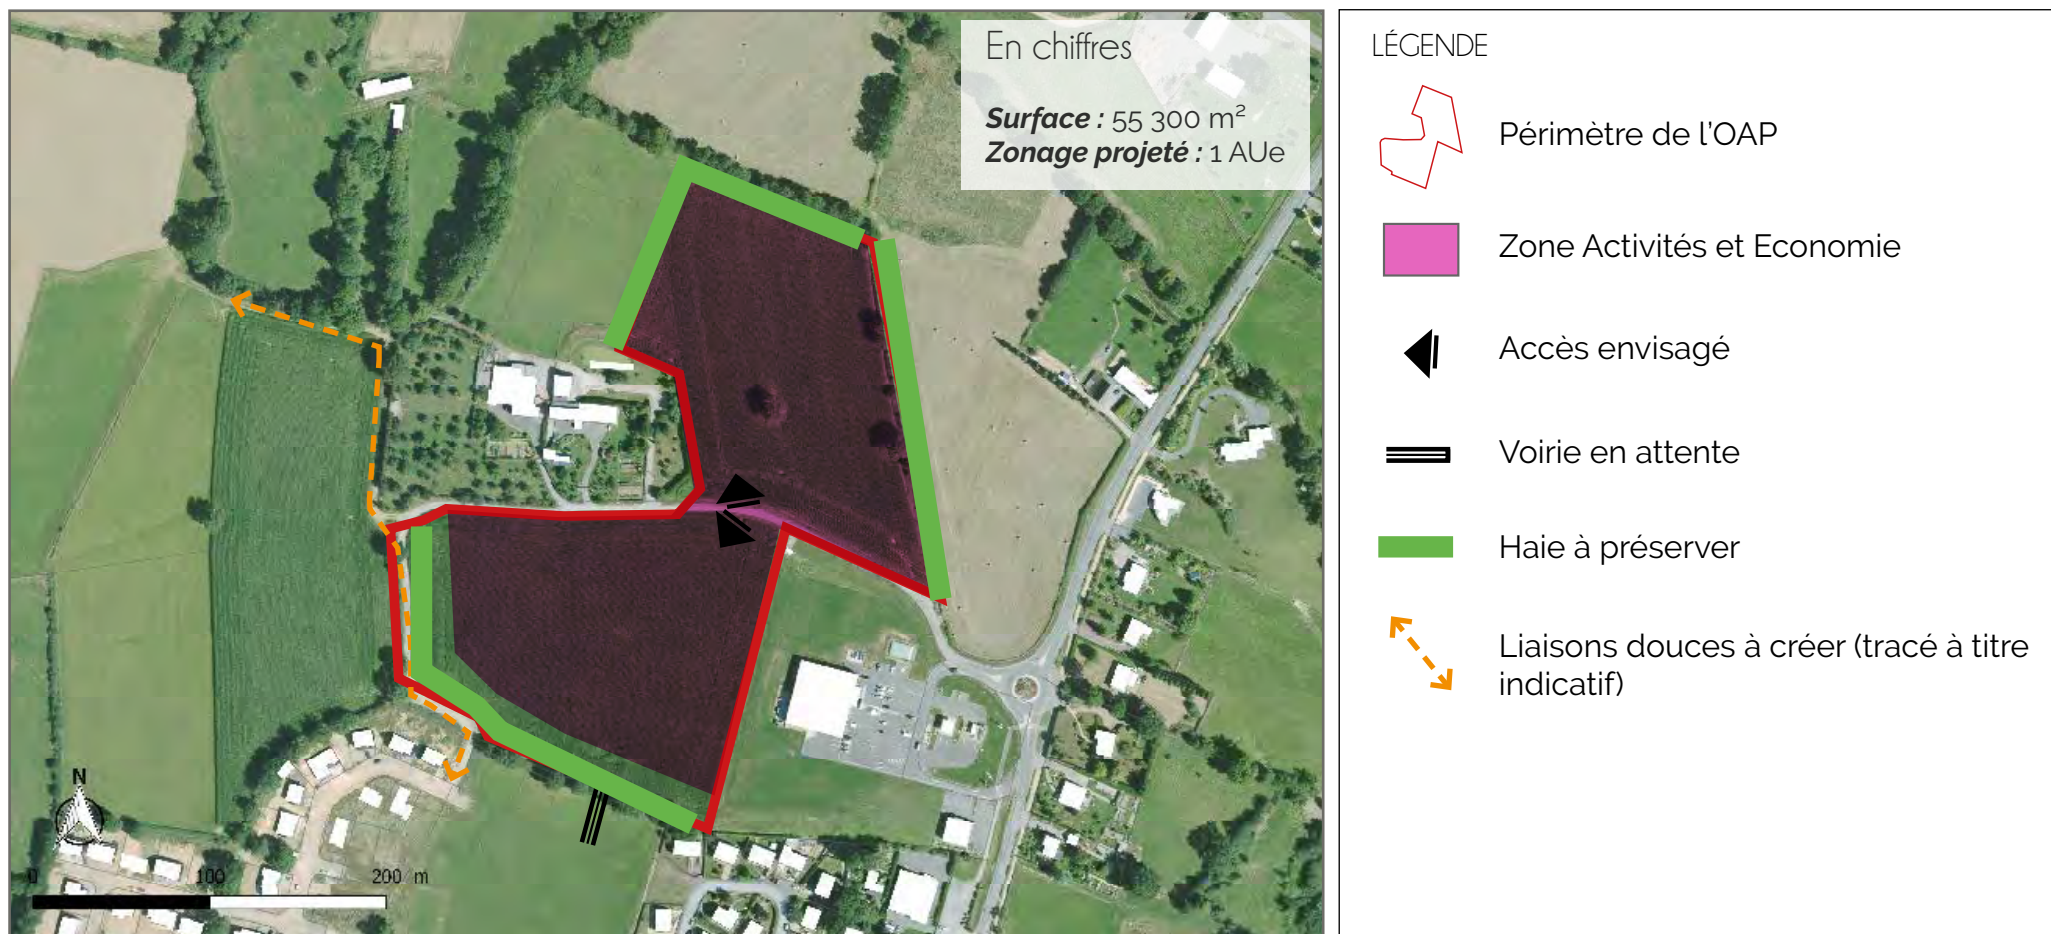 En chiffres
Surface : 55 300 m²
Zonage projeté : 1 AUe
N
0 100 200 m
LÉGENDE
Périmètre de l'OAP
Zone Activités et Economie
Accès envisagé
Voirie en attente
Haie à préserver
Liaisons douces à créer (tracé à titre
indicatif)